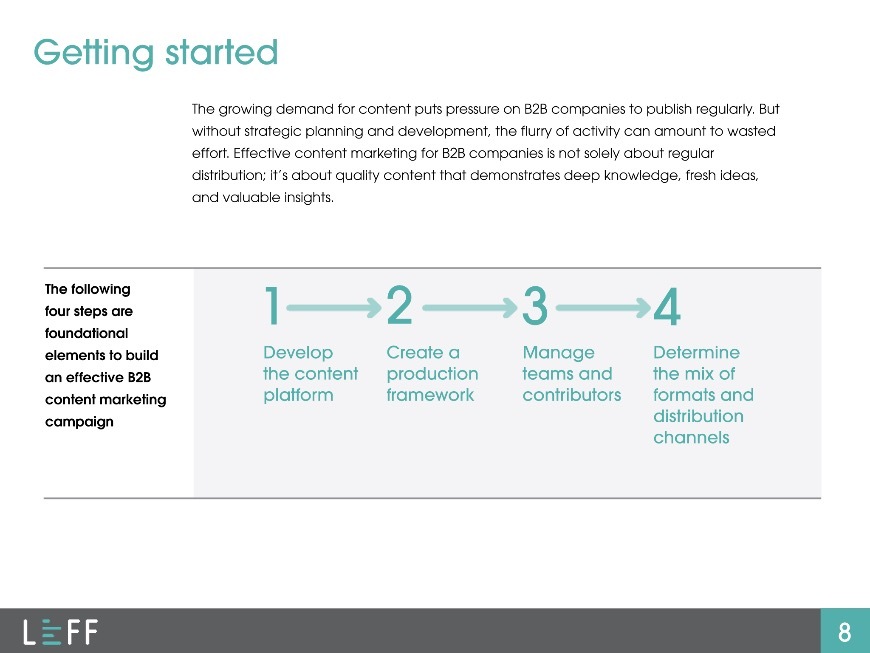 Getting started
The growing demand for content puts pressure on B2B companies to publish regularly. But
without strategic planning and development, the flurry of activity can amount to wasted
effort. Effective content marketing for B2B companies is not solely about regular
distribution; it's about quality content that demonstrates deep knowledge, fresh ideas,
and valuable insights.
The following
four steps are
foundational
elements to build
an effective B2B
content marketing
campaign
1
Develop
the content
platform
2
Create a
production
framework
3
Manage
teams and
contributors
4
Determine
the mix of
formats and
distribution
channels
LEFF
8